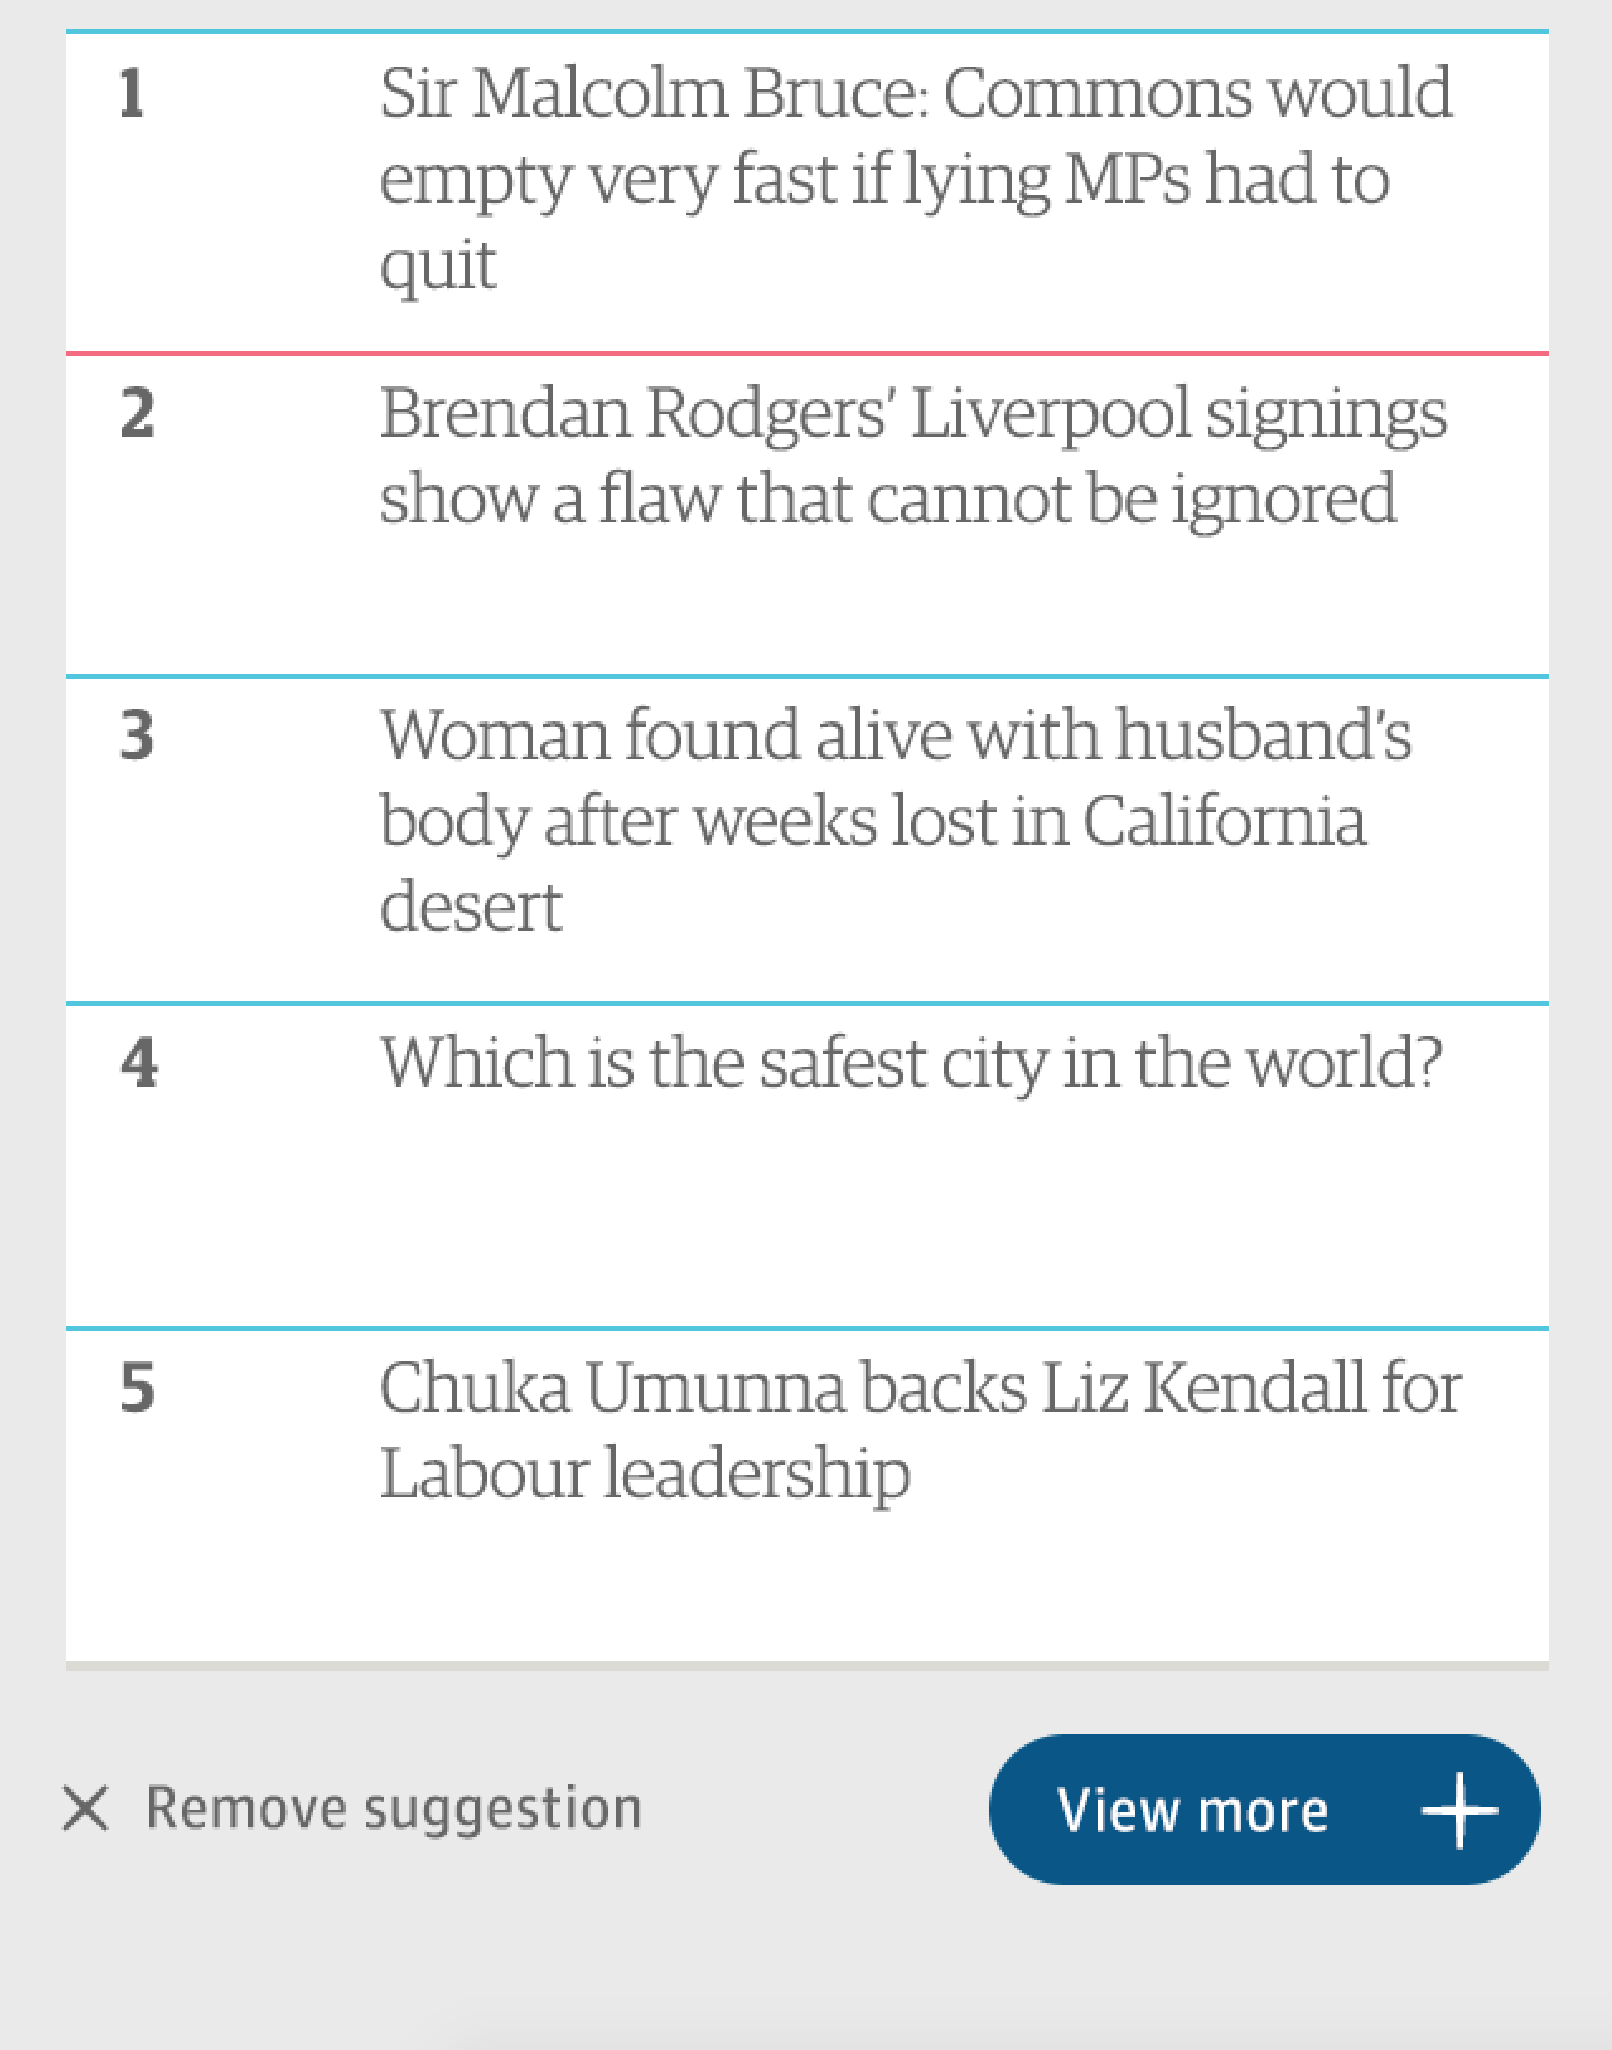 1
Sir Malcolm Bruce: Commons would
empty very fast if lying MPs had to
quit
2
Brendan Rodgers’ Liverpool signings
show a flaw that cannot be ignored
3
Woman found alive with husband’s
body after weeks lost in California
desert
4
Which is the safest city in the world?
5
Chuka Umunna backs Liz Kendall for
Labour leadership
Remove suggestion
View more